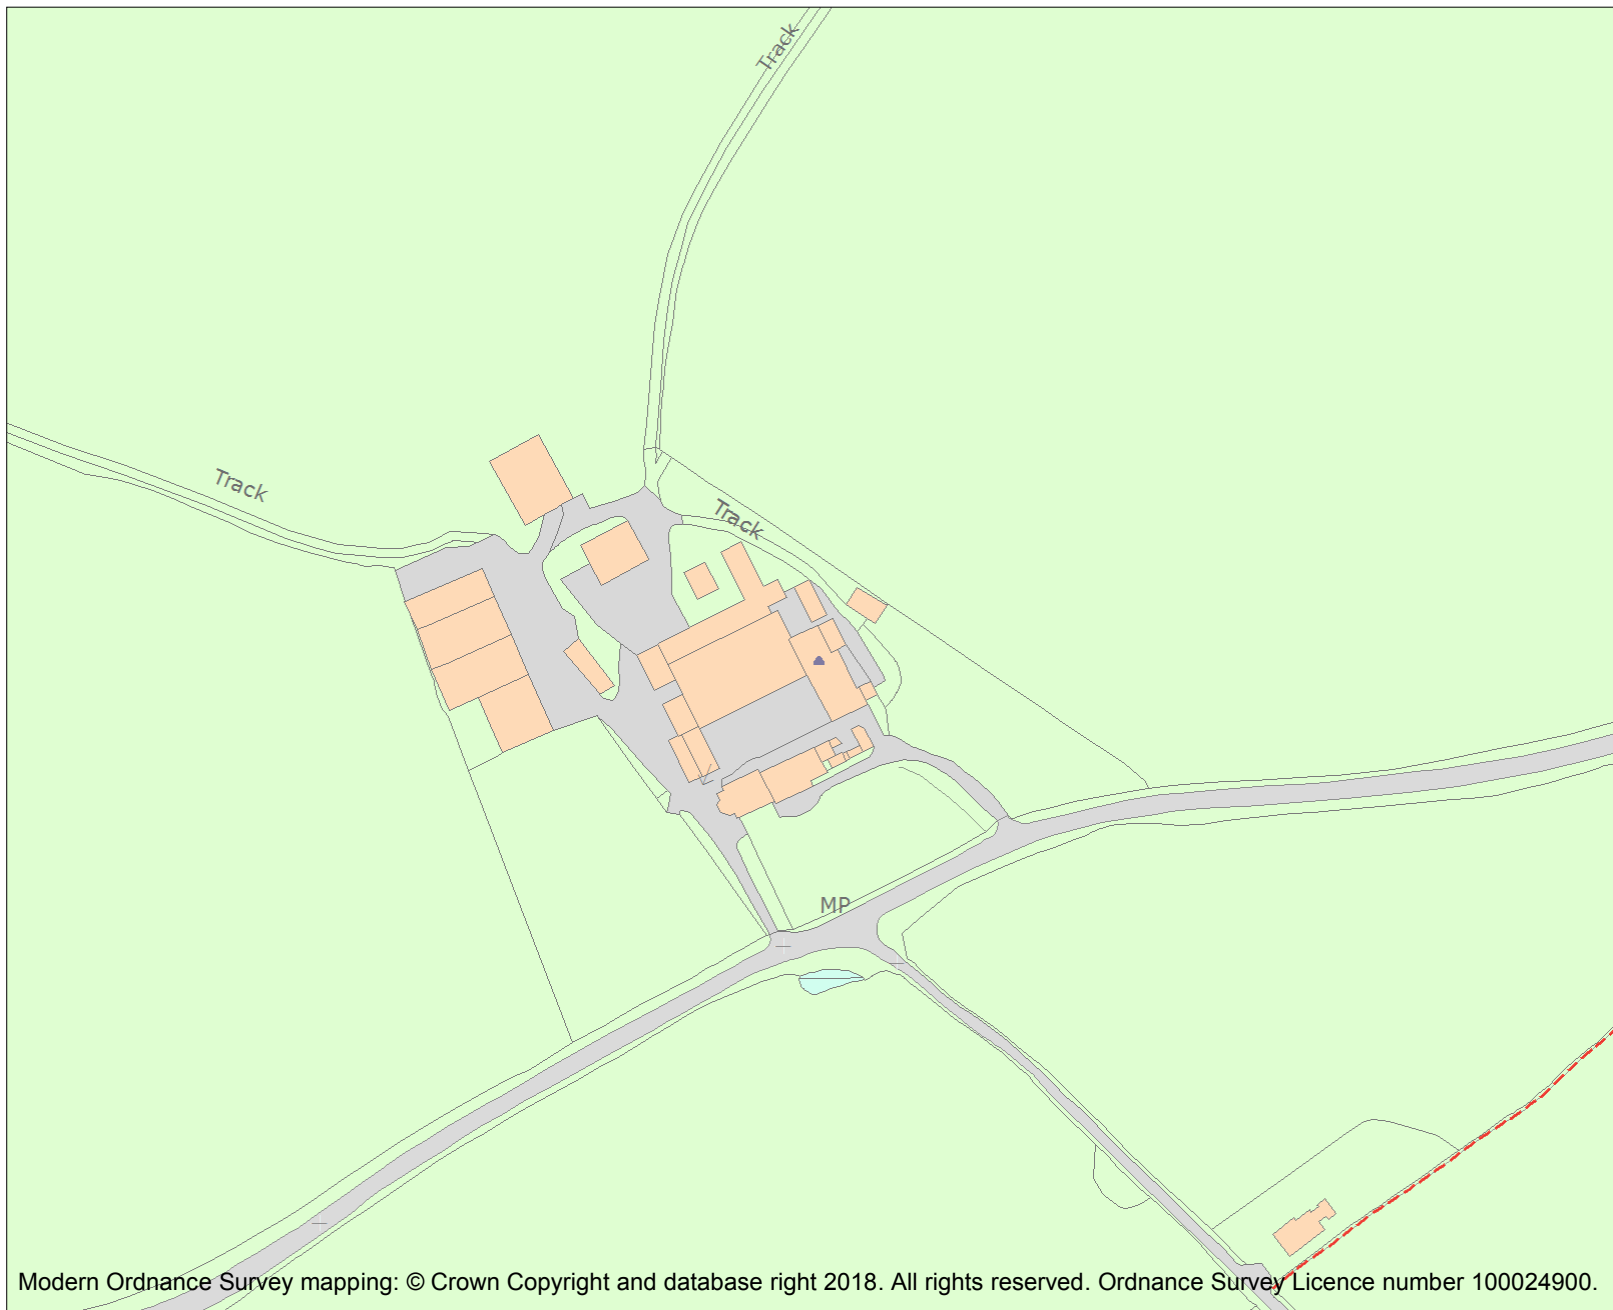 Track
Track
Track
MP
Modern Ordnance Survey mapping: © Crown Copyright and database right 2018. All rights reserved. Ordnance Survey Licence number 100024900.